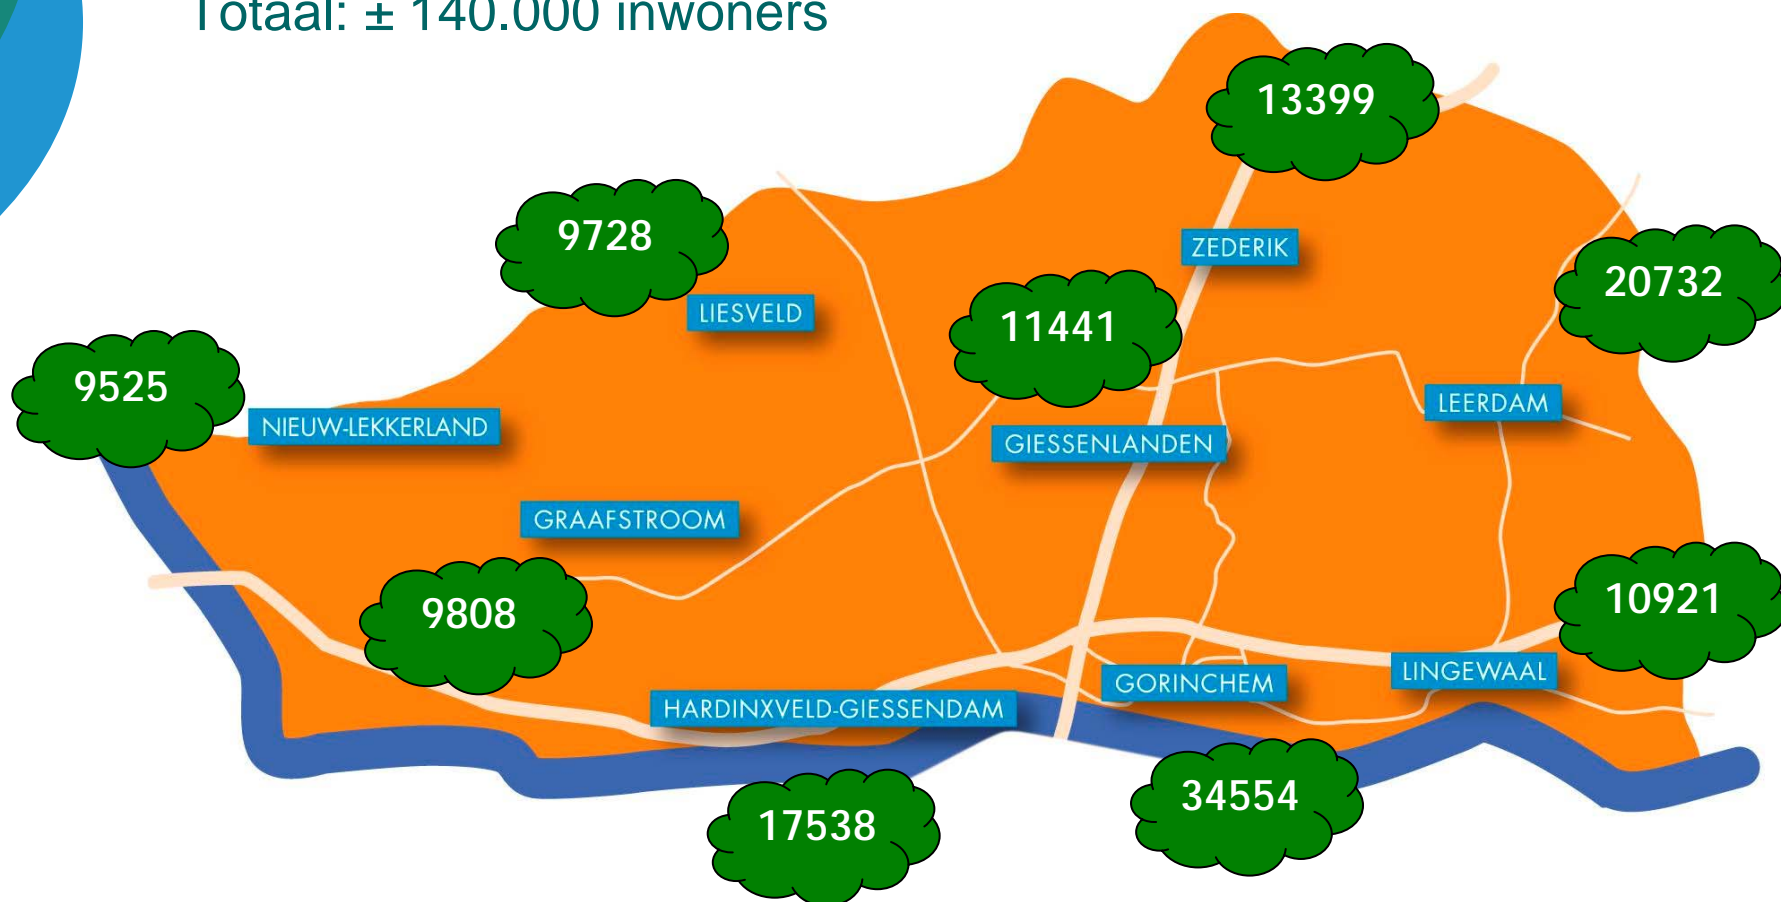 Totaal: ± 140.000 inwoners
13399
9728
ZEDERIK
20732
LIESVELD
11441
9525
LEERDAM
NIEUW-LEKKERLAND
GIESSENLANDEN
GRAAFSTROOM
9808
10921
LINGEWAAL
GORINCHEM
HARDINXVELD-GIESSENDAM
34554
17538